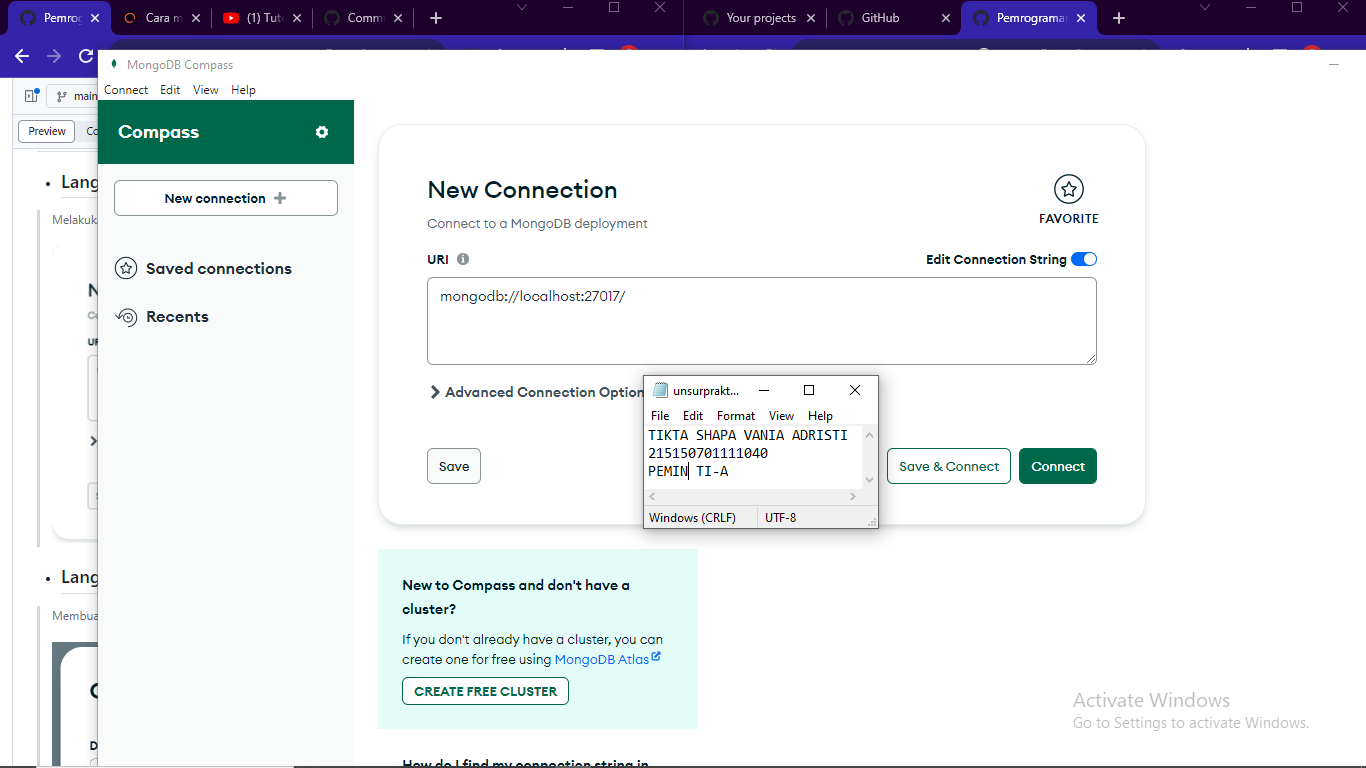 Pemrog
Cara m
(1) Tuto
Commi
Your projects
GitHub
Pemrograman
MongoDB Compass
Connect Edit View Help
main
Preview
Compass
New connection
Saved connections
Recents
Lang
Melakuk
Lang
Membua
New Connection
Connect to a MongoDB deployment
FAVORITE
URI
Edit Connection String
mongodb://localhost:27017/
Advanced Connection Option
Save
Save & Connect
Connect
unsurprakt...
File Edit Format View Help
TIKTA SHAPA VANIA ADRISTI
215150701111040
PEMIN TI-A
Windows (CRLF)
UTF-8
New to Compass and don't have a
cluster?
If you don't already have a cluster, you can
create one for free using MongoDB Atlas
CREATE FREE CLUSTER
How do I find my connection string in
Activate Windows
Go to Settings to activate Windows.